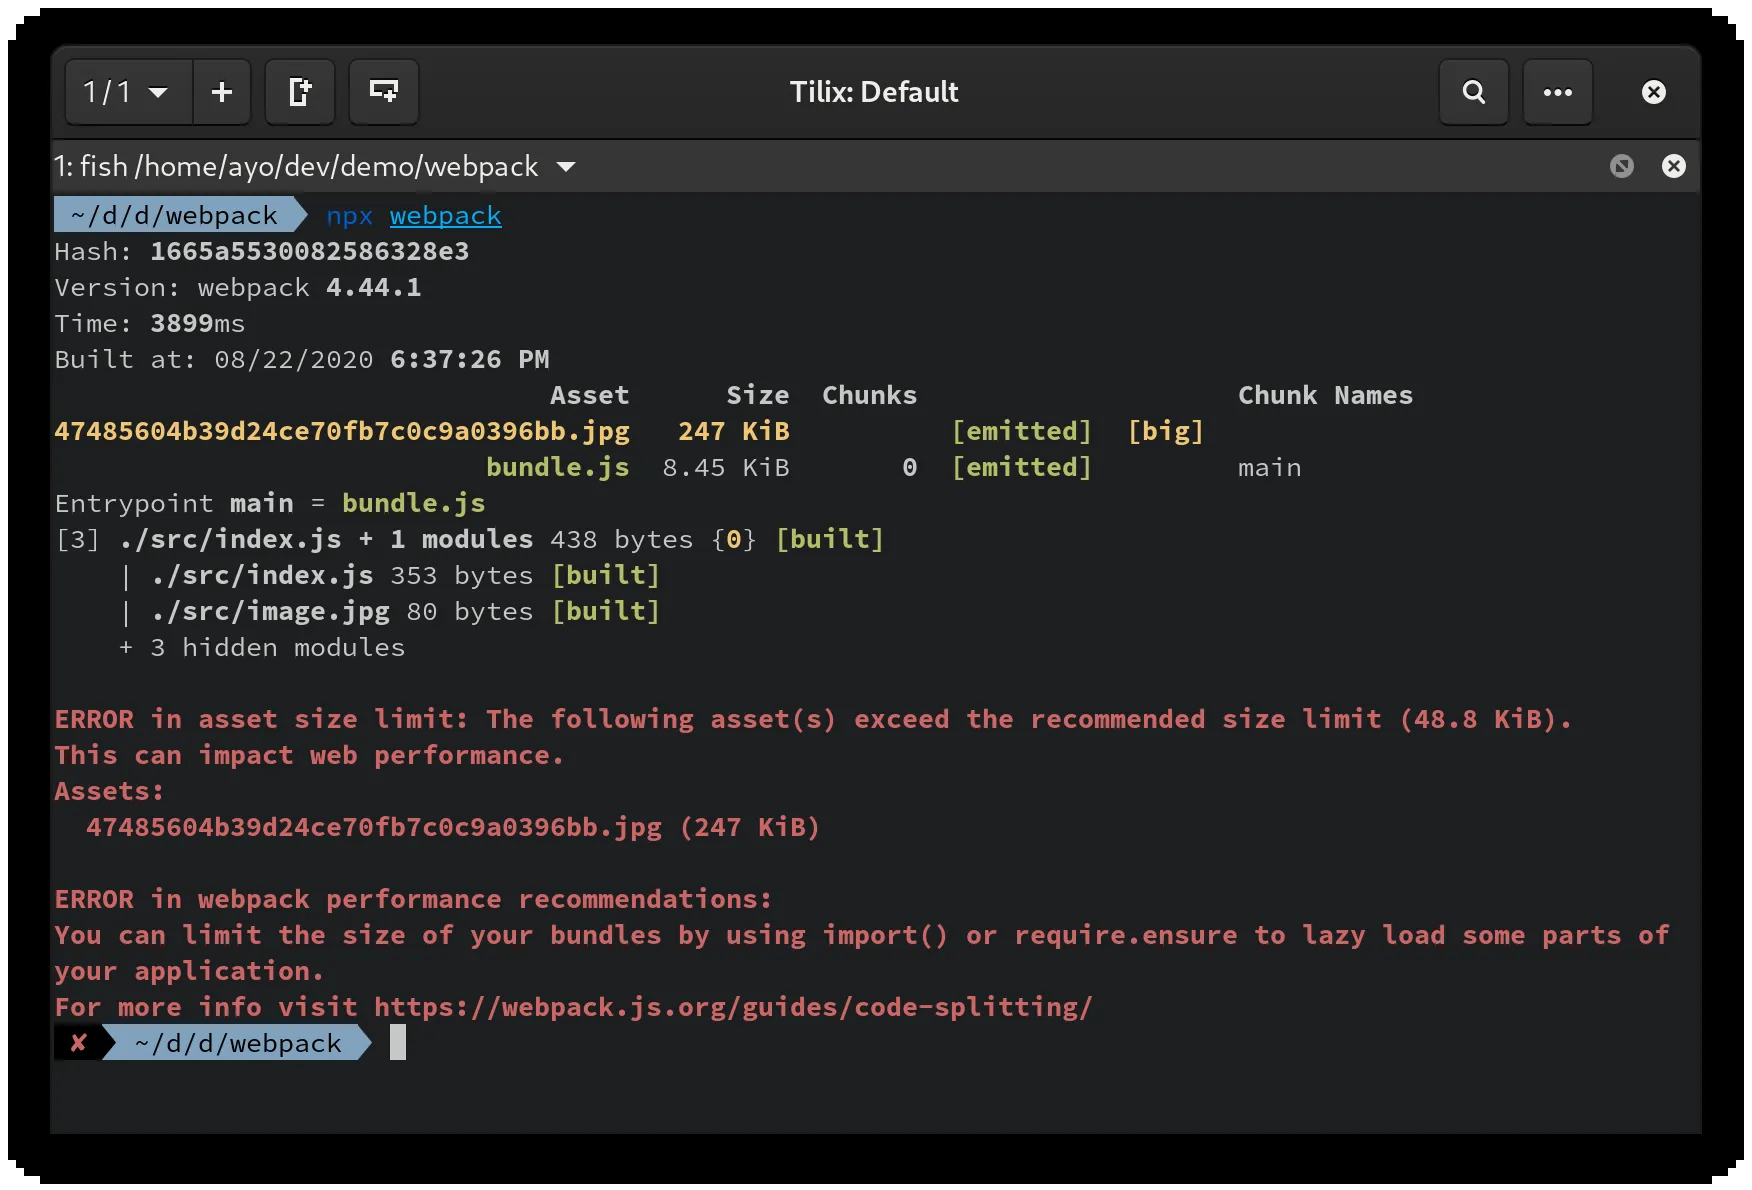 1/1
Tilix: Default
1: fish /home/ayo/dev/demo/webpack
~/d/d/webpack npx webpack
Hash: 1665a5530082586328e3
Version: webpack 4.44.1
Time: 3899ms
Built at: 08/22/2020 6:37:26 PM
Asset Size Chunks Chunk Names
47485604b39d24ce70fb7c0c9a0396bb.jpg 247 KiB [emitted] [big]
bundle.js 8.45 KiB 0 [emitted] main
Entrypoint main = bundle.js
[3] ./src/index.js + 1 modules 438 bytes {0} [built]
| ./src/index.js 353 bytes [built]
| ./src/image.jpg 80 bytes [built]
+ 3 hidden modules
ERROR in asset size limit: The following asset(s) exceed the recommended size limit (48.8 KiB).
This can impact web performance.
Assets:
47485604b39d24ce70fb7c0c9a0396bb.jpg (247 KiB)
ERROR in webpack performance recommendations:
You can limit the size of your bundles by using import() or require.ensure to lazy load some parts of
your application.
For more info visit https://webpack.js.org/guides/code-splitting/
✘ ~/d/d/webpack